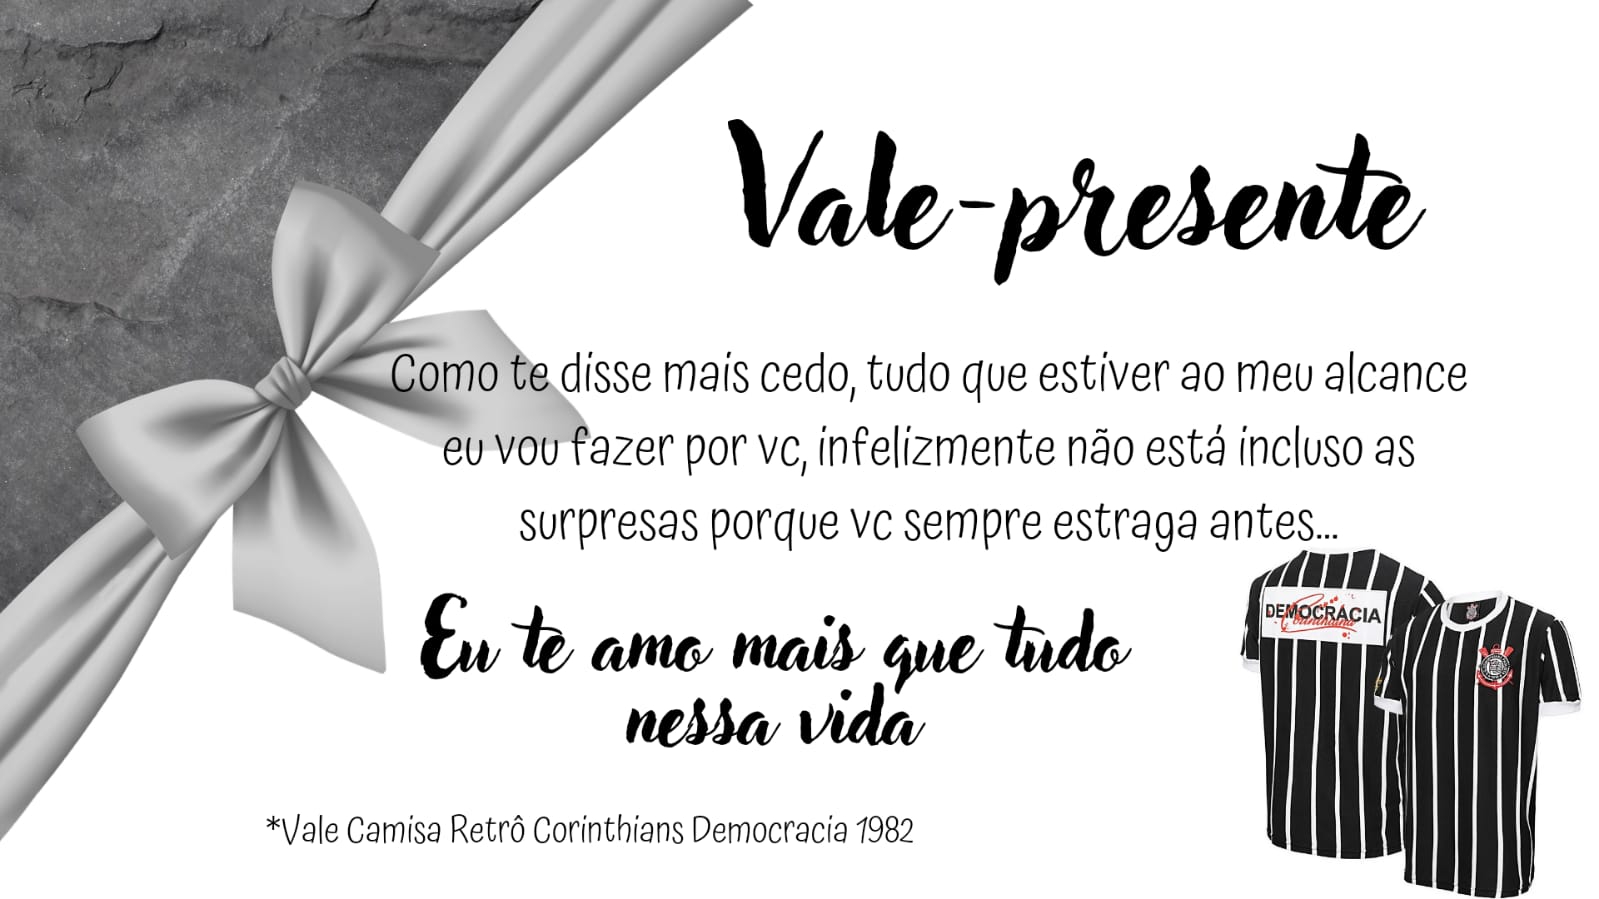 Vale-presente
Como te disse mais cedo, tudo que estiver ao meu alcance
eu vou fazer por vc, infelizmente não está incluso as
surpresas porque vc sempre estraga antes...
DEMOCRACIA
Corinthiana
Eu te amo mais que tudo
nessa vida
*Vale Camisa Retrô Corinthians Democracia 1982